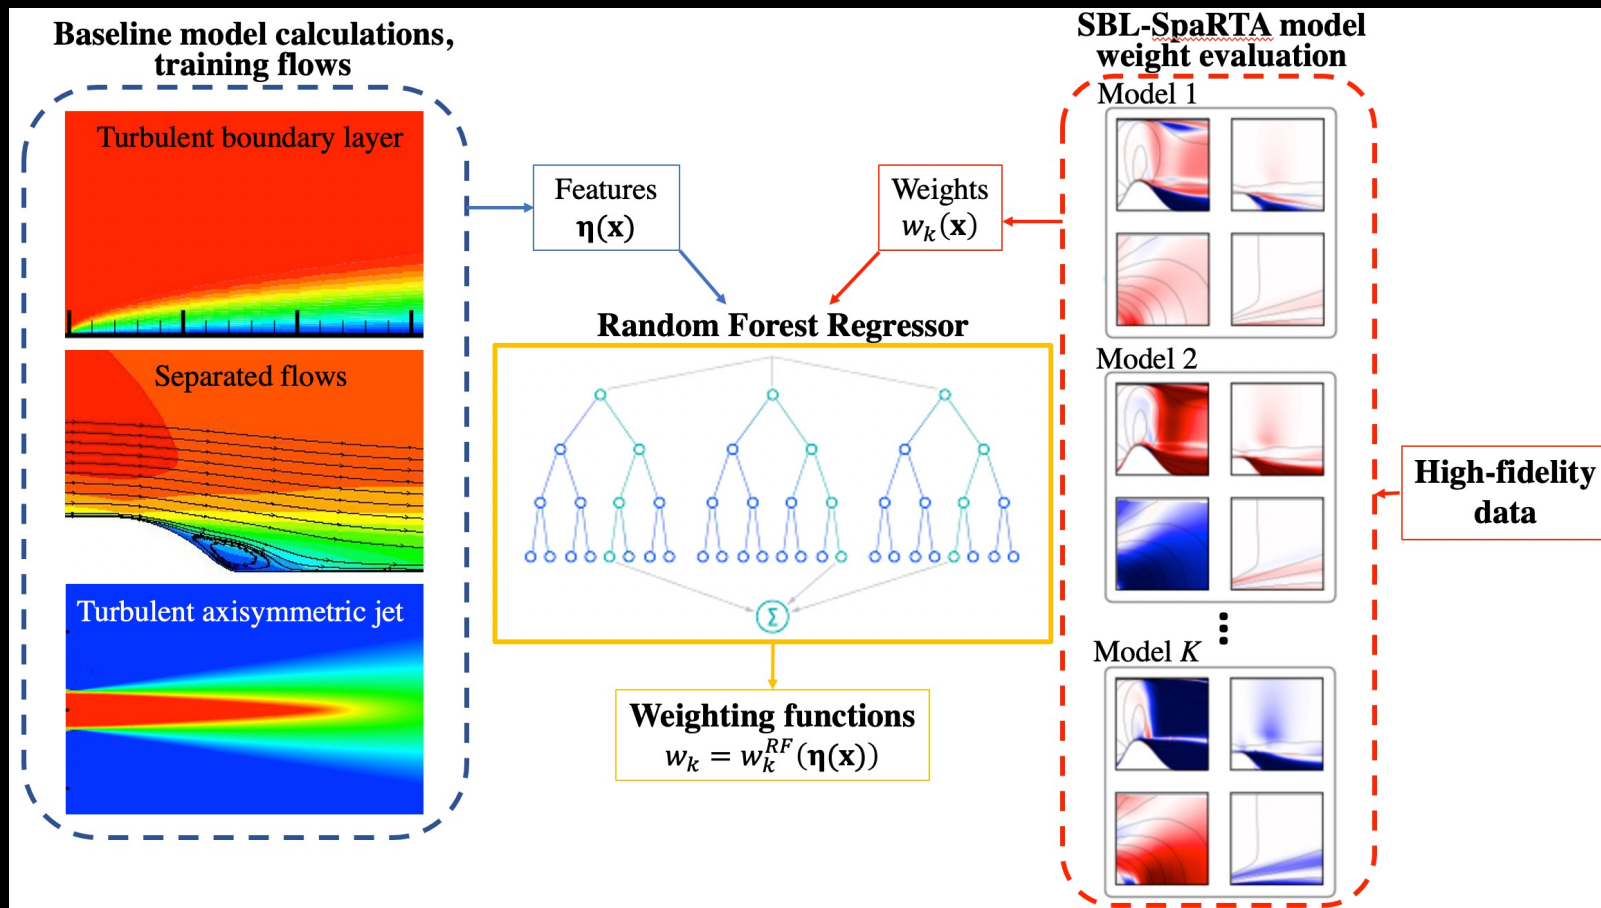 Baseline model calculations,
training flows
Turbulent boundary layer
Separated flows
Turbulent axisymmetric jet
Features
η(x)
Weights
w_k(x)
Random Forest Regressor
Σ
Weighting functions
w_k = w_k^{RF}(η(x))
SBL-SpaRTA model
weight evaluation
Model 1
Model 2
⋮
Model K
High-fidelity
data